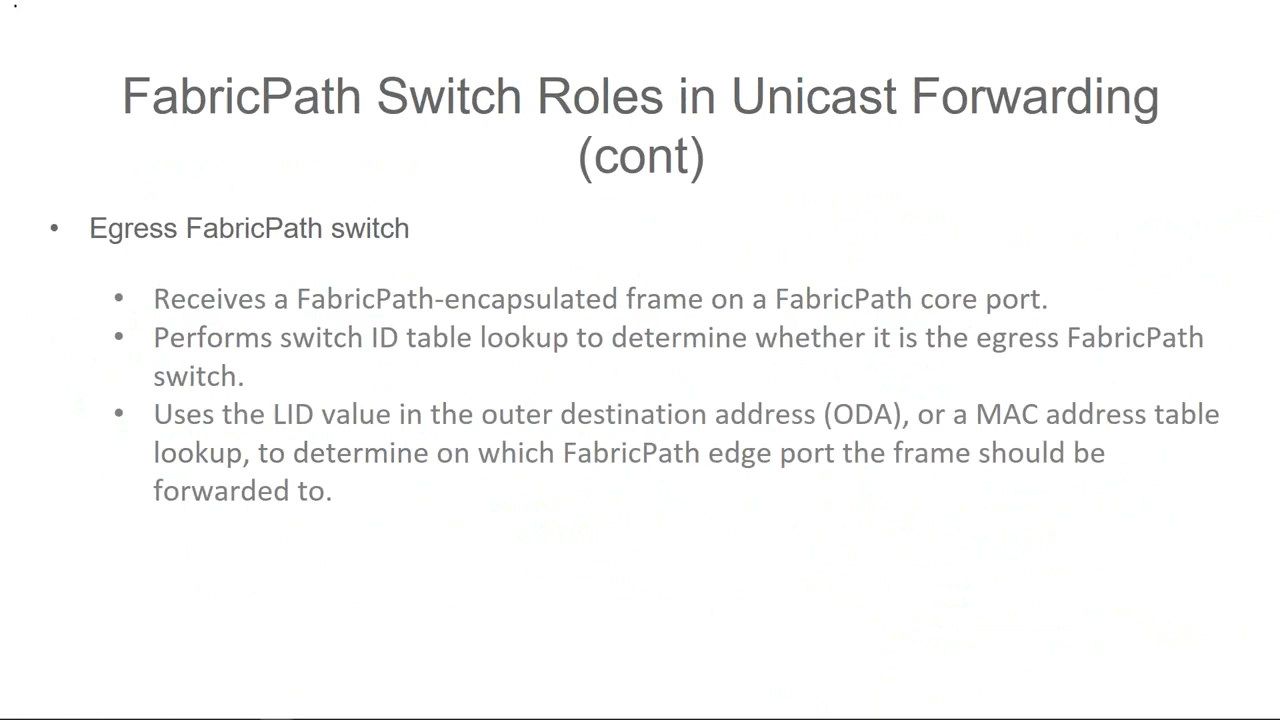 FabricPath Switch Roles in Unicast Forwarding
(cont)
• Egress FabricPath switch
• Receives a FabricPath-encapsulated frame on a FabricPath core port.
• Performs switch ID table lookup to determine whether it is the egress FabricPath
switch.
• Uses the LID value in the outer destination address (ODA), or a MAC address table
lookup, to determine on which FabricPath edge port the frame should be
forwarded to.